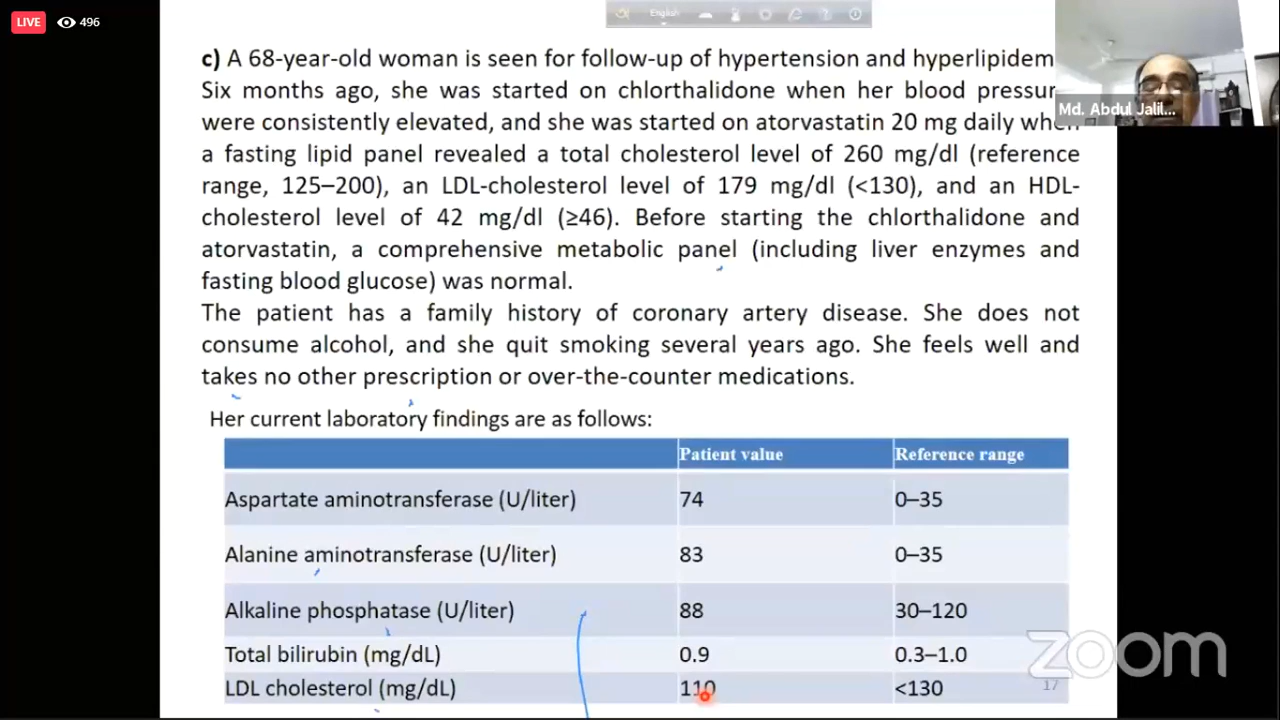 LIVE 496
English
c) A 68-year-old woman is seen for follow-up of hypertension and hyperlipidem
Six months ago, she was started on chlorthalidone when her blood pressur
Md. Abdul Jalil...
were consistently elevated, and she was started on atorvastatin 20 mg daily when
a fasting lipid panel revealed a total cholesterol level of 260 mg/dl (reference
range, 125–200), an LDL-cholesterol level of 179 mg/dl (<130), and an HDL-
cholesterol level of 42 mg/dl (≥46). Before starting the chlorthalidone and
atorvastatin, a comprehensive metabolic panel (including liver enzymes and
fasting blood glucose) was normal.
The patient has a family history of coronary artery disease. She does not
consume alcohol, and she quit smoking several years ago. She feels well and
takes no other prescription or over-the-counter medications.
Her current laboratory findings are as follows:
Patient value Reference range
Aspartate aminotransferase (U/liter) 74 0–35
Alanine aminotransferase (U/liter) 83 0–35
Alkaline phosphatase (U/liter) 88 30–120
Total bilirubin (mg/dL) 0.9 0.3–1.0
LDL cholesterol (mg/dL) 110 <130
zoom
17